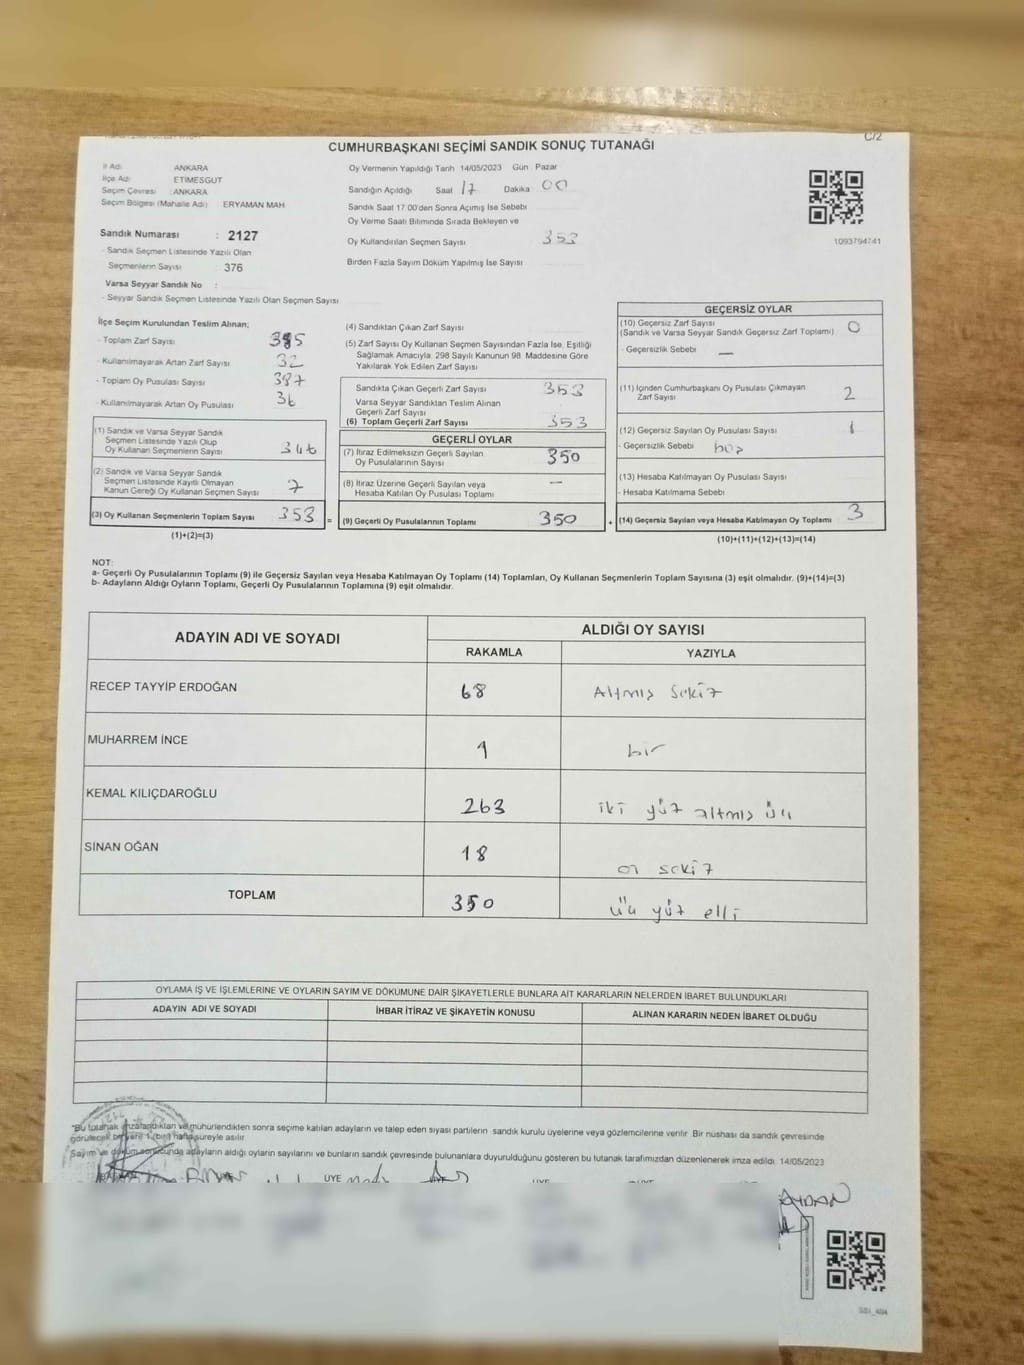 C/2
CUMHURBAŞKANI SEÇİMİ SANDIK SONUÇ TUTANAĞI
İl Adı : ANKARA
İlçe Adı : ETİMESGUT
Seçim Çevresi : ANKARA
Seçim Bölgesi (Mahalle Adı) : ERYAMAN MAH.
Sandık Numarası : 2127
- Sandık Seçmen Listesinde Yazılı Olan
Seçmenlerin Sayısı : 376
Varsa Seyyar Sandık No :
- Seyyar Sandık Seçmen Listesinde Yazılı Olan Seçmen Sayısı
Oy Vermenin Yapıldığı Tarih 14/05/2023 Gün Pazar
Sandığın Açıldığı Saat 17 Dakika 00
Sandık Saat 17:00'den Sonra Açımış İse Sebebi
Oy Verme Saati Bitiminde Sırada Bekleyen ve
Oy Kullandırılan Seçmen Sayısı 353
Birden Fazla Sayım Döküm Yapılmış İse Sayısı
1093794741
İlçe Seçim Kurulundan Teslim Alınan;
- Toplam Zarf Sayısı 385
- Kullanılmayarak Artan Zarf Sayısı 32
- Toplam Oy Pusulası Sayısı 387
- Kullanılmayarak Artan Oy Pusulası 36
(1) Sandık ve Varsa Seyyar Sandık
Seçmen Listesinde Yazılı Olup
Oy Kullanan Seçmenlerin Sayısı 346
(2) Sandık ve Varsa Seyyar Sandık
Seçmen Listesinde Kayıtlı Olmayan
Kanun Gereği Oy Kullanan Seçmen Sayısı 7
(3) Oy Kullanan Seçmenlerin Toplam Sayısı 353
(1)+(2)=(3)
=
(4) Sandıktan Çıkan Zarf Sayısı
(5) Zarf Sayısı Oy Kullanan Seçmen Sayısından Fazla İse, Eşitliği
Sağlamak Amacıyla, 298 Sayılı Kanunun 98. Maddesine Göre
Yakılarak Yok Edilen Zarf Sayısı
Sandıkta Çıkan Geçerli Zarf Sayısı 353
Varsa Seyyar Sandıktan Teslim Alınan
Geçerli Zarf Sayısı
(6) Toplam Geçerli Zarf Sayısı 353
GEÇERLİ OYLAR
(7) İtiraz Edilmeksizin Geçerli Sayılan
Oy Pusulalarının Sayısı 350
(8) İtiraz Üzerine Geçerli Sayılan veya
Hesaba Katılan Oy Pusulası Toplamı —
(9) Geçerli Oy Pusulalarının Toplamı 350
+
GEÇERSİZ OYLAR
(10) Geçersiz Zarf Sayısı 0
(Sandık ve Varsa Seyyar Sandık Geçersiz Zarf Toplamı)
- Geçersizlik Sebebi —
(11) İçinden Cumhurbaşkanı Oy Pusulası Çıkmayan
Zarf Sayısı 2
(12) Geçersiz Sayılan Oy Pusulası Sayısı 1
- Geçersizlik Sebebi boş
(13) Hesaba Katılmayan Oy Pusulası Sayısı
- Hesaba Katılmama Sebebi
(14) Geçersiz Sayılan veya Hesaba Katılmayan Oy Toplamı 3
(10)+(11)+(12)+(13)=(14)
NOT:
a- Geçerli Oy Pusulalarının Toplamı (9) ile Geçersiz Sayılan veya Hesaba Katılmayan Oy Toplamı (14) Toplamları, Oy Kullanan Seçmenlerin Toplam Sayısına (3) eşit olmalıdır. (9)+(14)=(3)
b- Adayların Aldığı Oyların Toplamı, Geçerli Oy Pusulalarının Toplamına (9) eşit olmalıdır.
ADAYIN ADI VE SOYADI ALDIĞI OY SAYISI
RAKAMLA YAZIYLA
RECEP TAYYİP ERDOĞAN 68 Altmış sekiz
MUHARREM İNCE 1 bir
KEMAL KILIÇDAROĞLU 263 iki yüz altmış üç
SİNAN OĞAN 18 on sekiz
TOPLAM 350 üç yüz elli
OYLAMA İŞ VE İŞLEMLERİNE VE OYLARIN SAYIM VE DÖKÜMÜNE DAİR ŞİKAYETLERLE BUNLARA AİT KARARLARIN NELERDEN İBARET BULUNDUKLARI
ADAYIN ADI VE SOYADI İHBAR İTİRAZ VE ŞİKAYETİN KONUSU ALINAN KARARIN NEDEN İBARET OLDUĞU
"Bu tutanak imzalandıktan ve mühürlendikten sonra seçime katılan adayların ve talep eden siyasi partilerin sandık kurulu üyelerine veya gözlemcilerine verilir. Bir nüshası da sandık çevresinde
görülecek bir yere 1 (bir) hafta süreyle asılır.
Sayım ve döküm sonucunda adayların aldığı oyların sayılarını ve bunların sandık çevresinde bulunanlara duyurulduğunu gösteren bu tutanak tarafımızdan düzenlenerek imza edildi. 14/05/2023
ÜYE
AYDAN